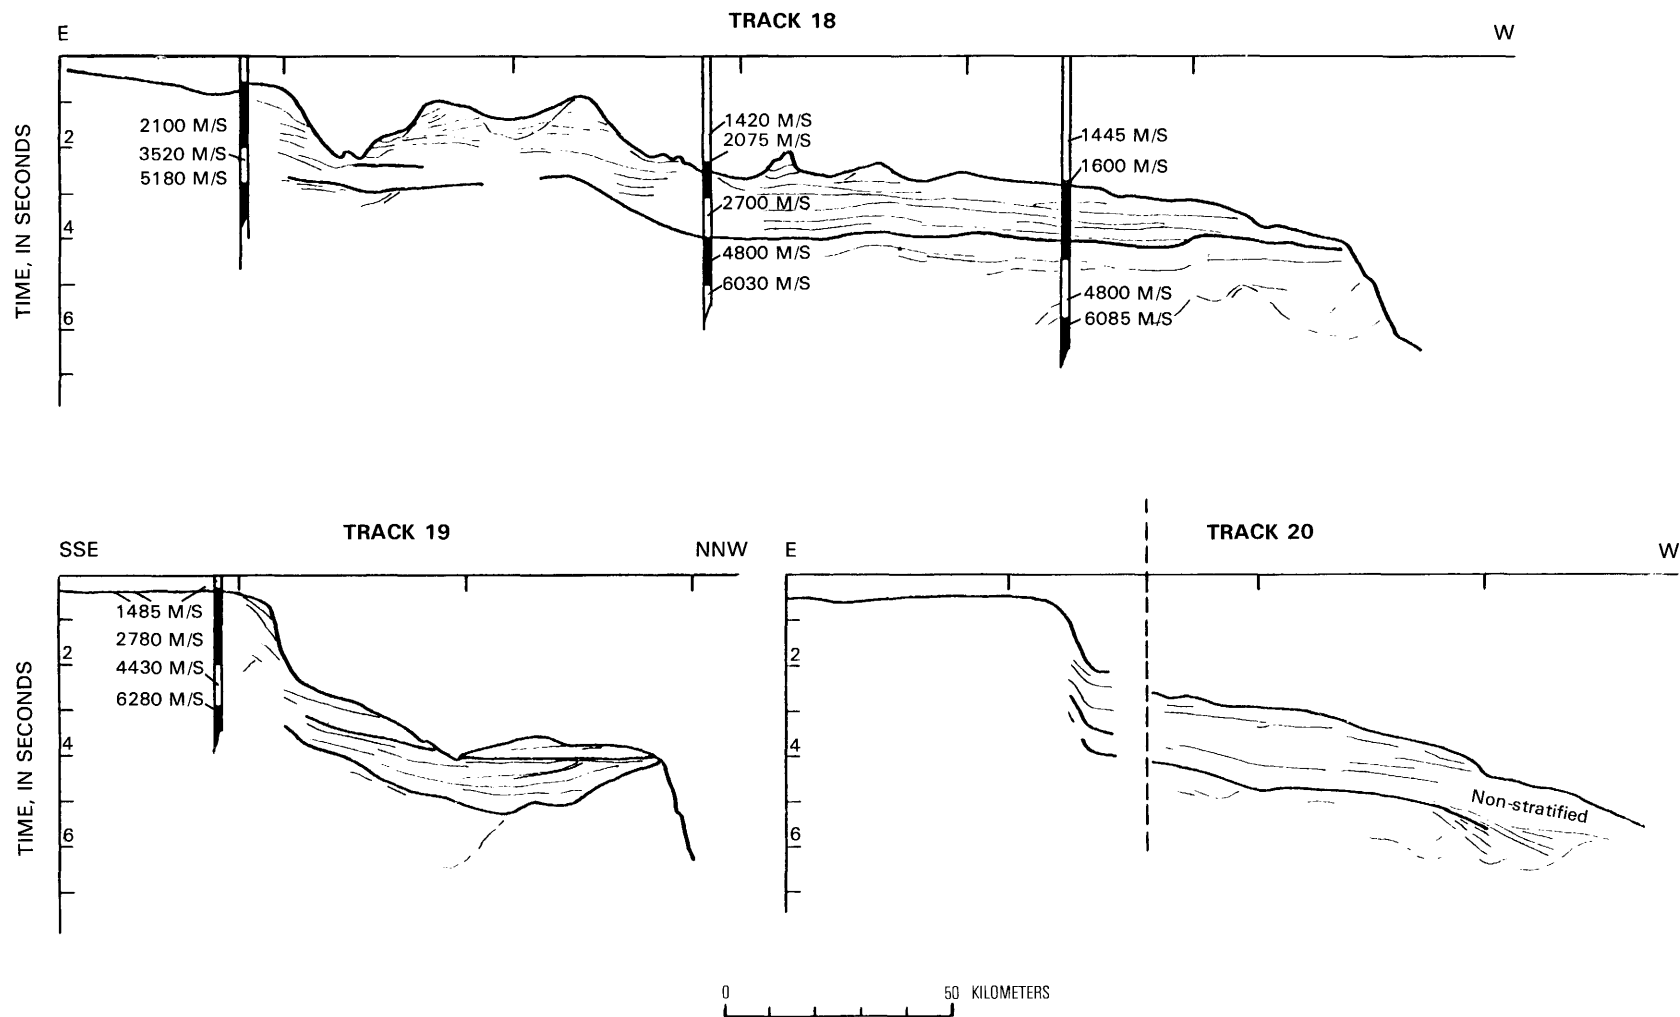 TRACK 18
E
W
TIME, IN SECONDS
2
4
6
2100 M/S
3520 M/S
5180 M/S
1420 M/S
2075 M/S
2700 M/S
4800 M/S
6030 M/S
1445 M/S
1600 M/S
4800 M/S
6085 M/S
TRACK 19
SSE
NNW
TIME, IN SECONDS
2
4
6
1485 M/S
2780 M/S
4430 M/S
6280 M/S
TRACK 20
E
W
2
4
6
Non-stratified
0 50 KILOMETERS